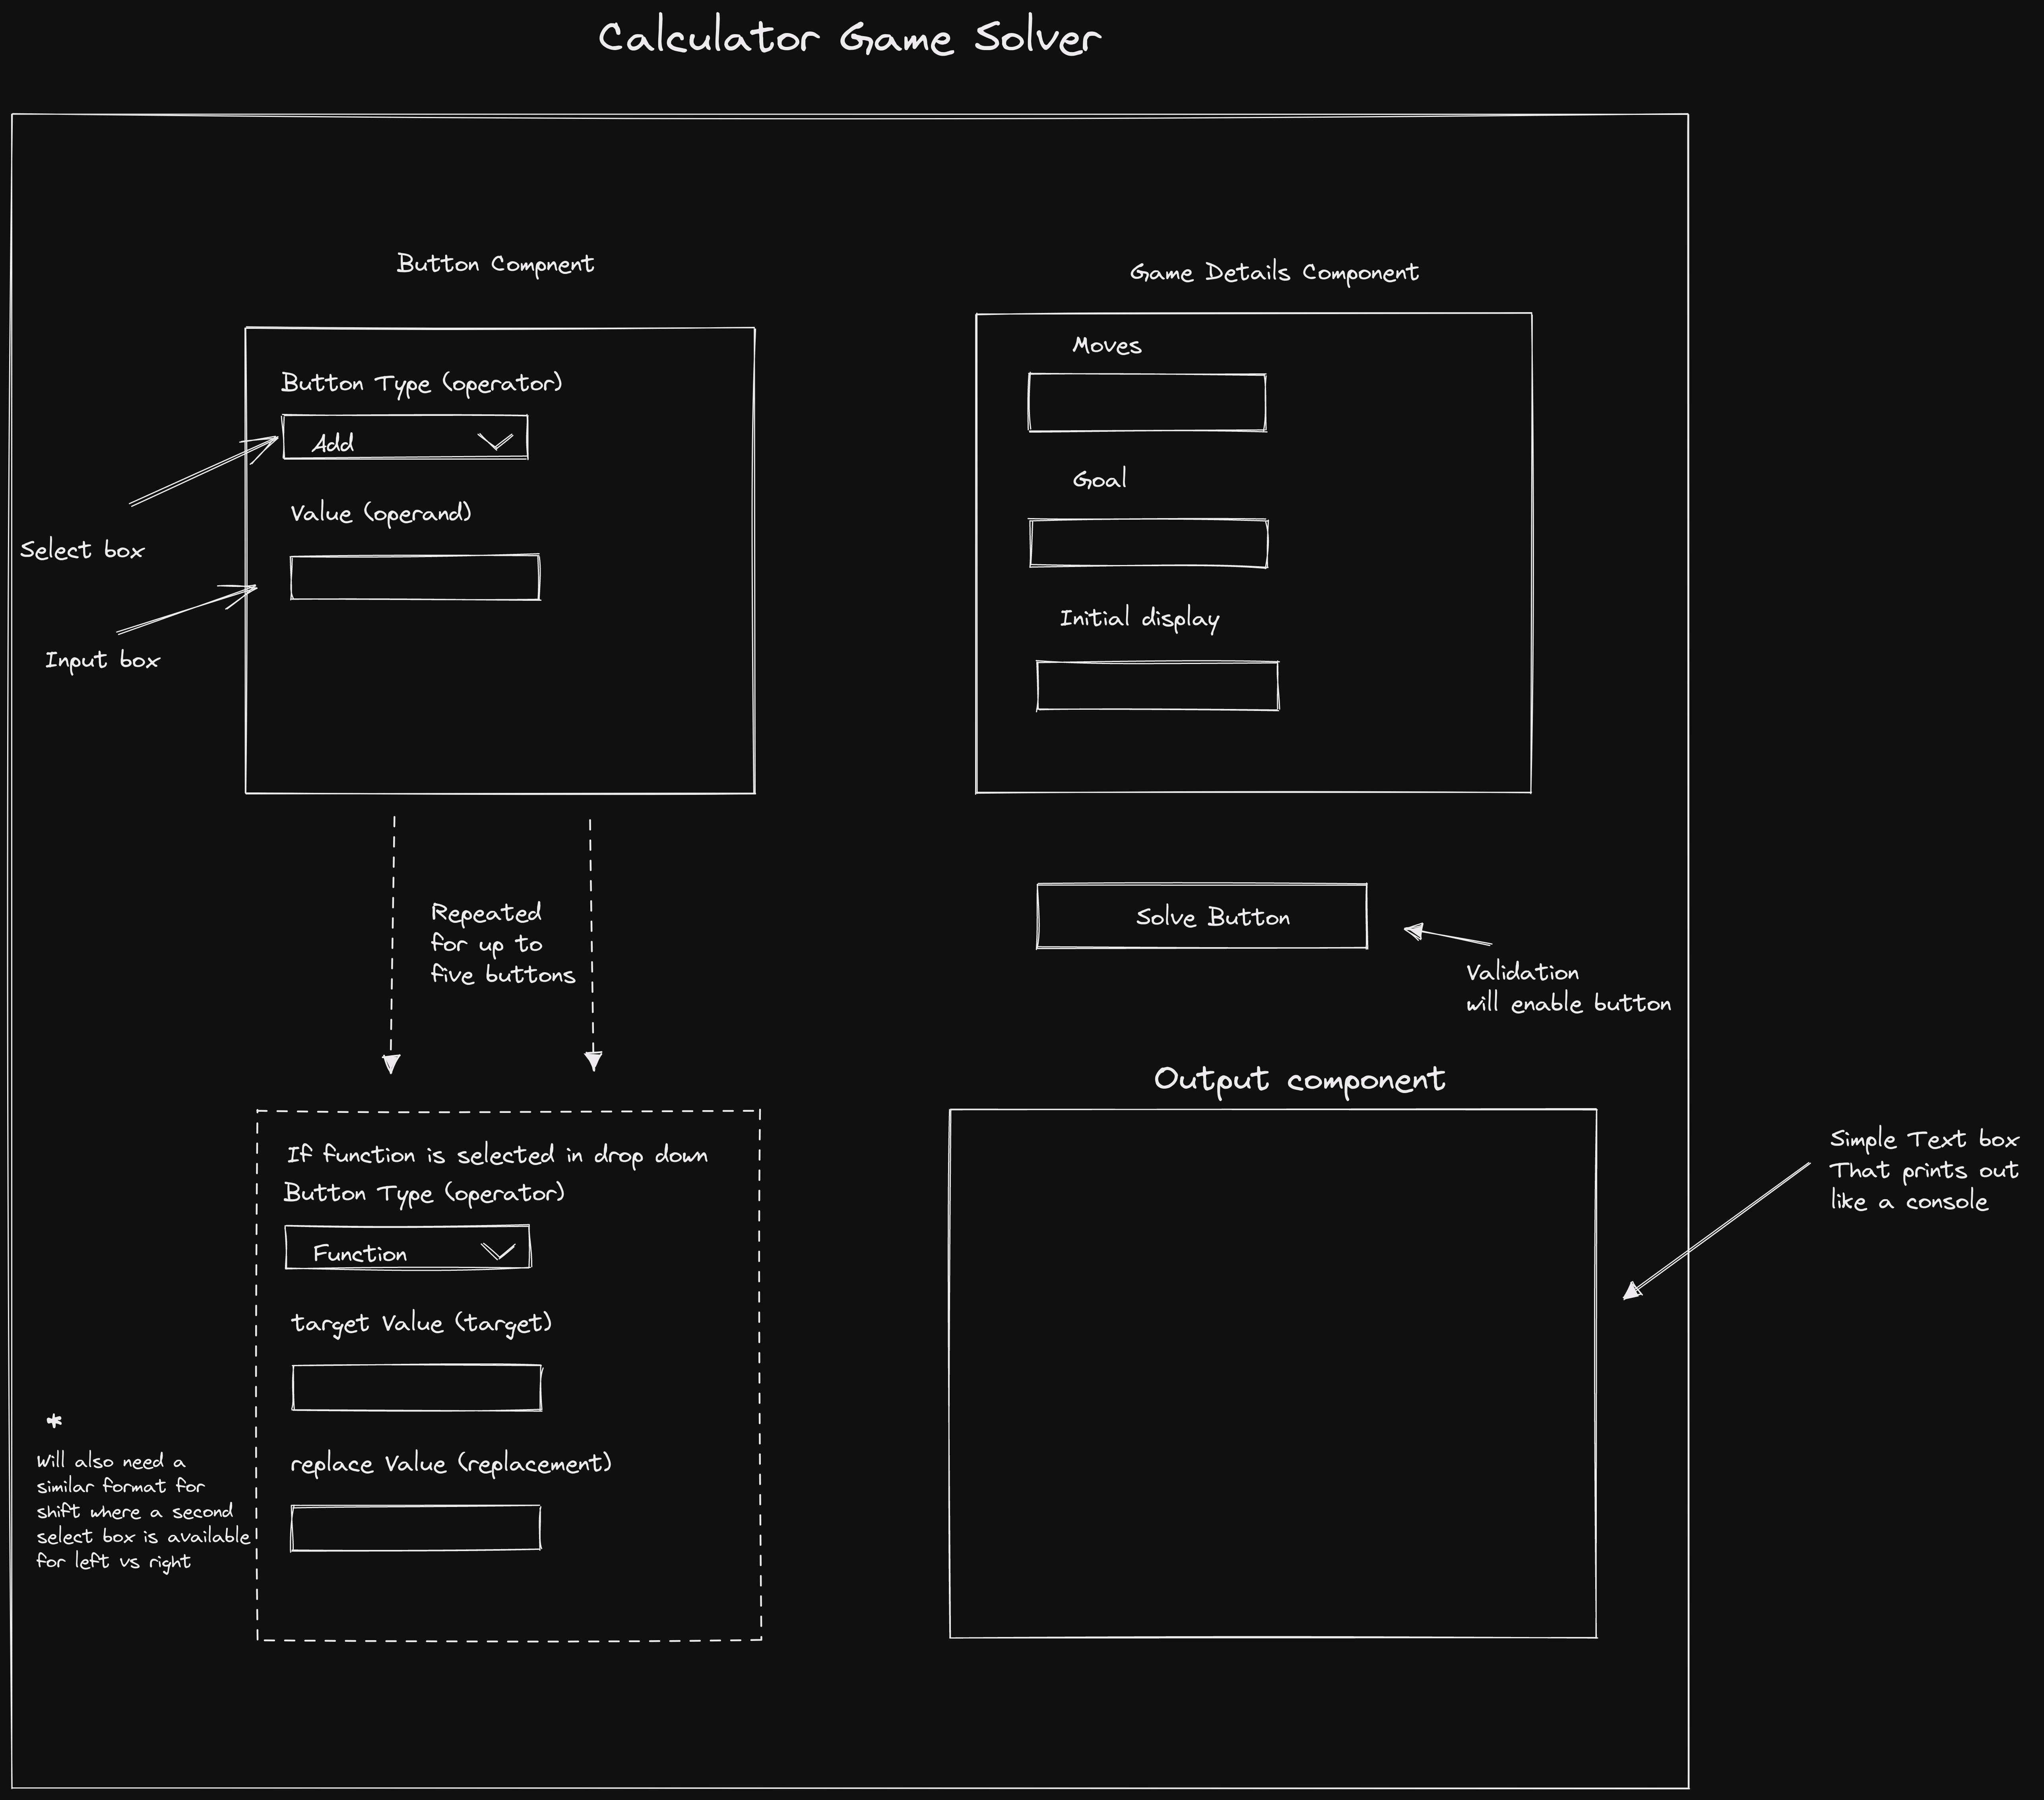 Calculator Game Solver
Button Compnent
Button Type (operator)
Add
Value (operand)
Select box
Input box
Game Details Component
Moves
Goal
Initial display
Repeated
for up to
five buttons
Solve Button
Validation
will enable button
If function is selected in drop down
Button Type (operator)
Function
target Value (target)
replace Value (replacement)
*
Will also need a
similar format for
shift where a second
select box is available
for left vs right
Output component
Simple Text box
That prints out
like a console